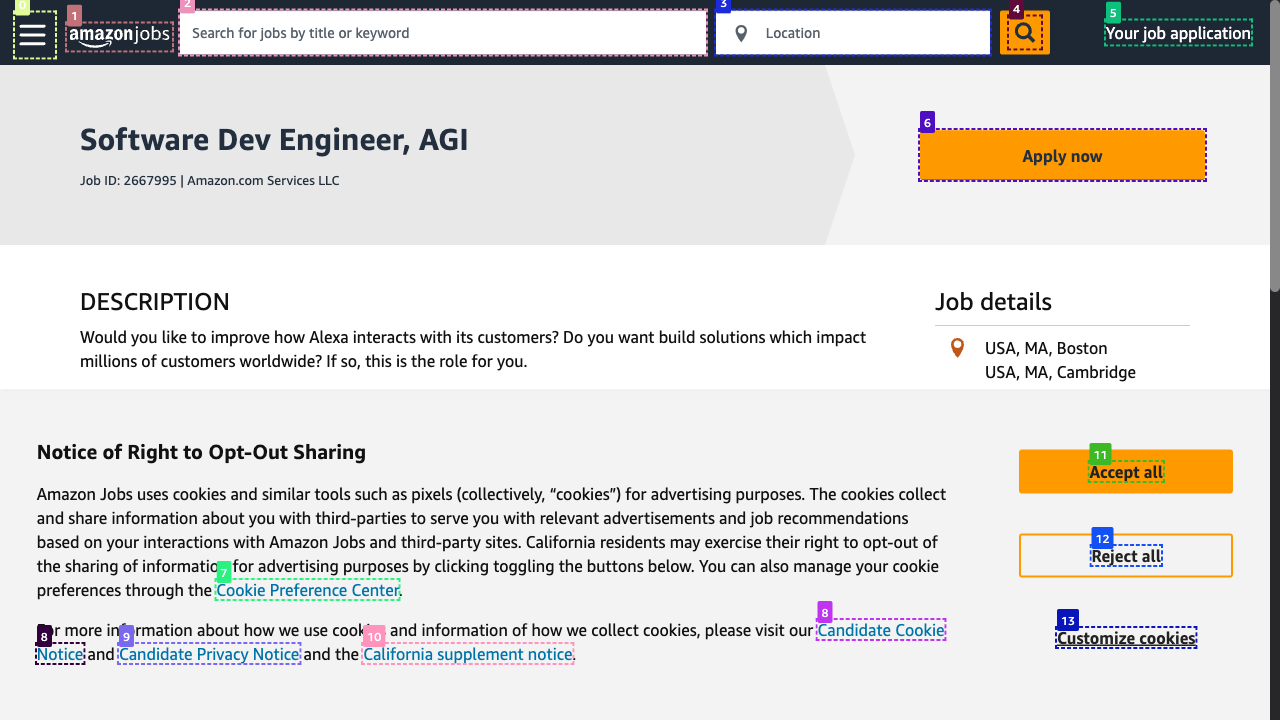 0
1
2
3
4
5
amazonjobs
Search for jobs by title or keyword
Location
Your job application
Software Dev Engineer, AGI
Job ID: 2667995 | Amazon.com Services LLC
6
Apply now
DESCRIPTION
Would you like to improve how Alexa interacts with its customers? Do you want build solutions which impact
millions of customers worldwide? If so, this is the role for you.
Job details
USA, MA, Boston
USA, MA, Cambridge
Notice of Right to Opt-Out Sharing
Amazon Jobs uses cookies and similar tools such as pixels (collectively, “cookies”) for advertising purposes. The cookies collect
and share information about you with third-parties to serve you with relevant advertisements and job recommendations
based on your interactions with Amazon Jobs and third-party sites. California residents may exercise their right to opt-out of
the sharing of information for advertising purposes by clicking toggling the buttons below. You can also manage your cookie
7
preferences through the Cookie Preference Center.
8
For more information about how we use cookies and information of how we collect cookies, please visit our Candidate Cookie
8
9
10
Notice and Candidate Privacy Notice and the California supplement notice.
11
Accept all
12
Reject all
13
Customize cookies